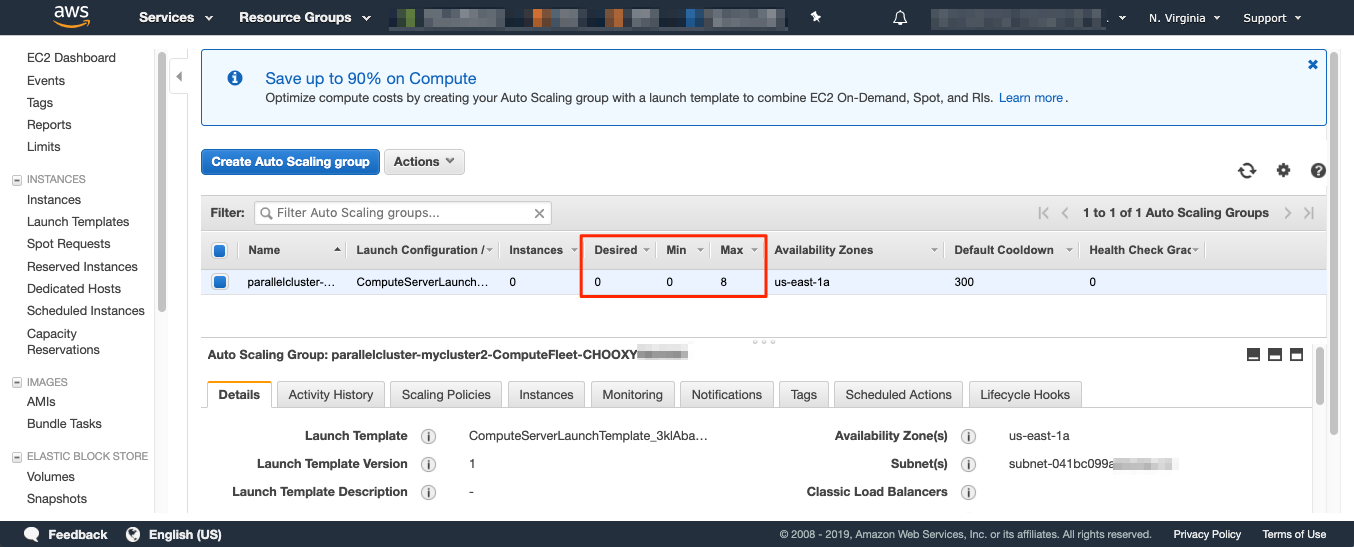 aws Services Resource Groups N. Virginia Support
EC2 Dashboard
Events
Tags
Reports
Limits
INSTANCES
Instances
Launch Templates
Spot Requests
Reserved Instances
Dedicated Hosts
Scheduled Instances
Capacity
Reservations
IMAGES
AMIs
Bundle Tasks
ELASTIC BLOCK STORE
Volumes
Snapshots
Save up to 90% on Compute
Optimize compute costs by creating your Auto Scaling group with a launch template to combine EC2 On-Demand, Spot, and RIs. Learn more.
Create Auto Scaling group Actions
Filter: Filter Auto Scaling groups... 1 to 1 of 1 Auto Scaling Groups
Name Launch Configuration / Instances Desired Min Max Availability Zones Default Cooldown Health Check Grac
parallelcluster-... ComputeServerLaunch... 0 0 0 8 us-east-1a 300 0
Auto Scaling Group: parallelcluster-mycluster2-ComputeFleet-CHOOXY
Details Activity History Scaling Policies Instances Monitoring Notifications Tags Scheduled Actions Lifecycle Hooks
Launch Template ComputeServerLaunchTemplate_3klAba... Availability Zone(s) us-east-1a
Launch Template Version 1 Subnet(s) subnet-041bc099a
Launch Template Description - Classic Load Balancers
Feedback English (US) © 2008 - 2019, Amazon Web Services, Inc. or its affiliates. All rights reserved. Privacy Policy Terms of Use